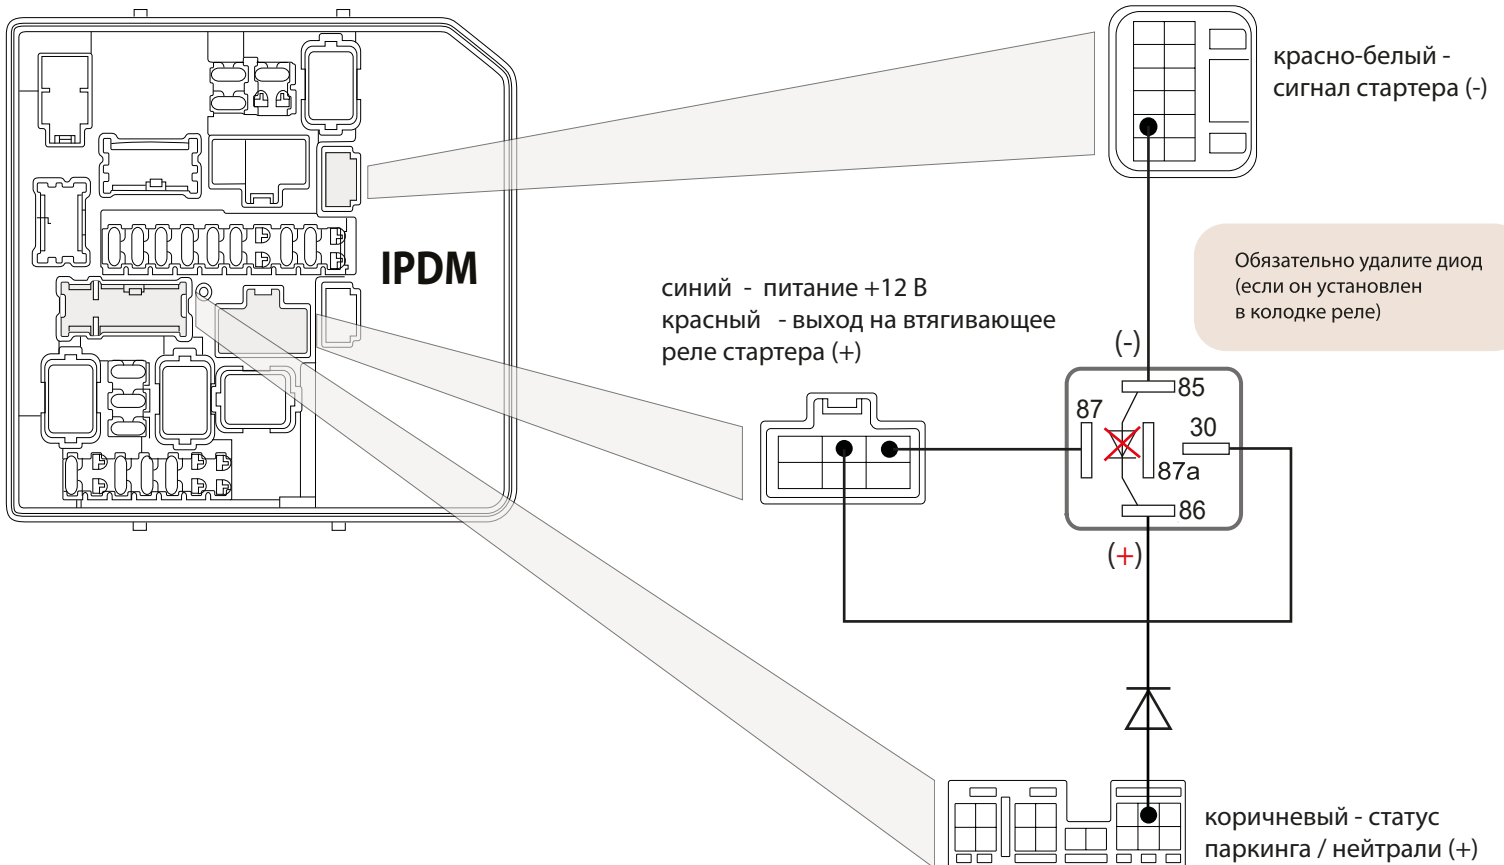 красно-белый -
сигнал стартера (-)
IPDM
Обязательно удалите диод
(если он установлен
в колодке реле)
синий - питание +12 В
красный - выход на втягивающее
реле стартера (+)
(-)
85
87
30
87a
86
(+)
коричневый - статус
паркинга / нейтрали (+)